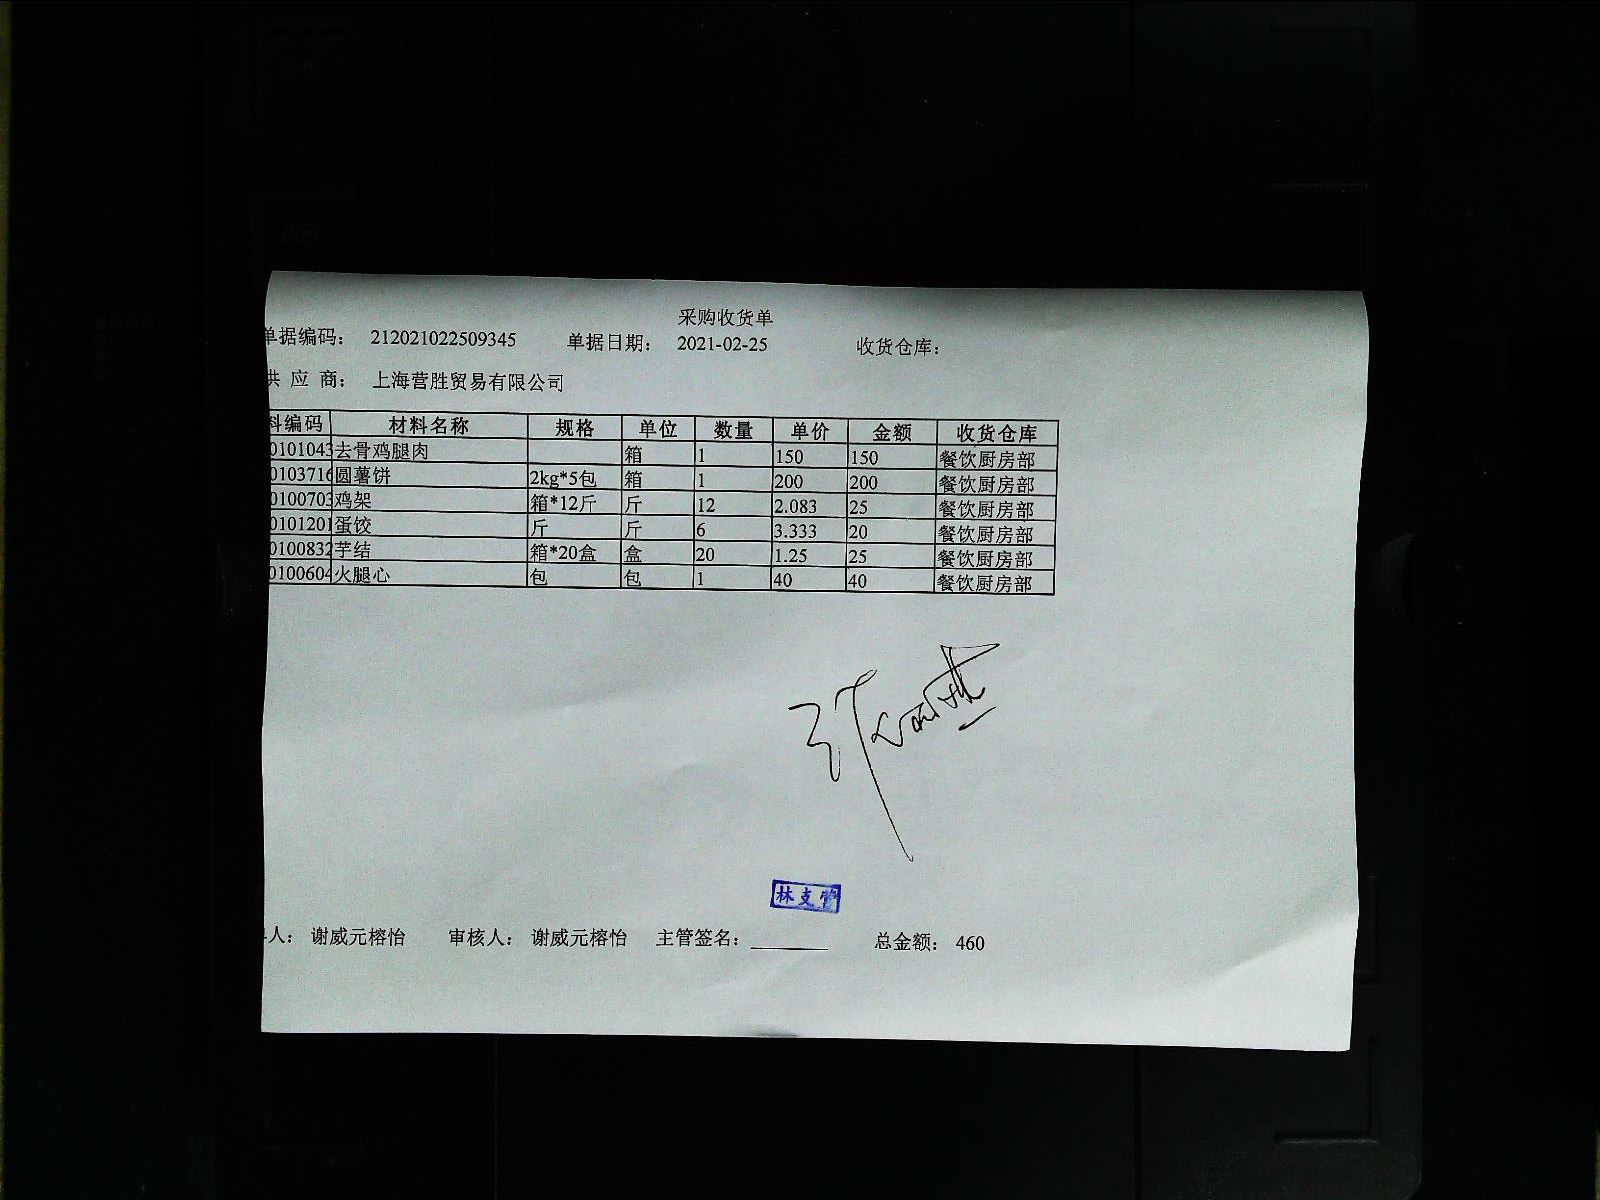 采购收货单
单据编码： 212021022509345 单据日期： 2021-02-25 收货仓库：
供 应 商： 上海营胜贸易有限公司
料编码 材料名称 规格 单位 数量 单价 金额 收货仓库
0101043 去骨鸡腿肉 箱 1 150 150 餐饮厨房部
0103716 圆薯饼 2kg*5包 箱 1 200 200 餐饮厨房部
0100703 鸡架 箱*12斤 斤 12 2.083 25 餐饮厨房部
0101201 蛋饺 斤 斤 6 3.333 20 餐饮厨房部
0100832 芋结 箱*20盒 盒 20 1.25 25 餐饮厨房部
0100604 火腿心 包 包 1 40 40 餐饮厨房部
林支管
人： 谢威元榕怡 审核人： 谢威元榕怡 主管签名： 总金额： 460